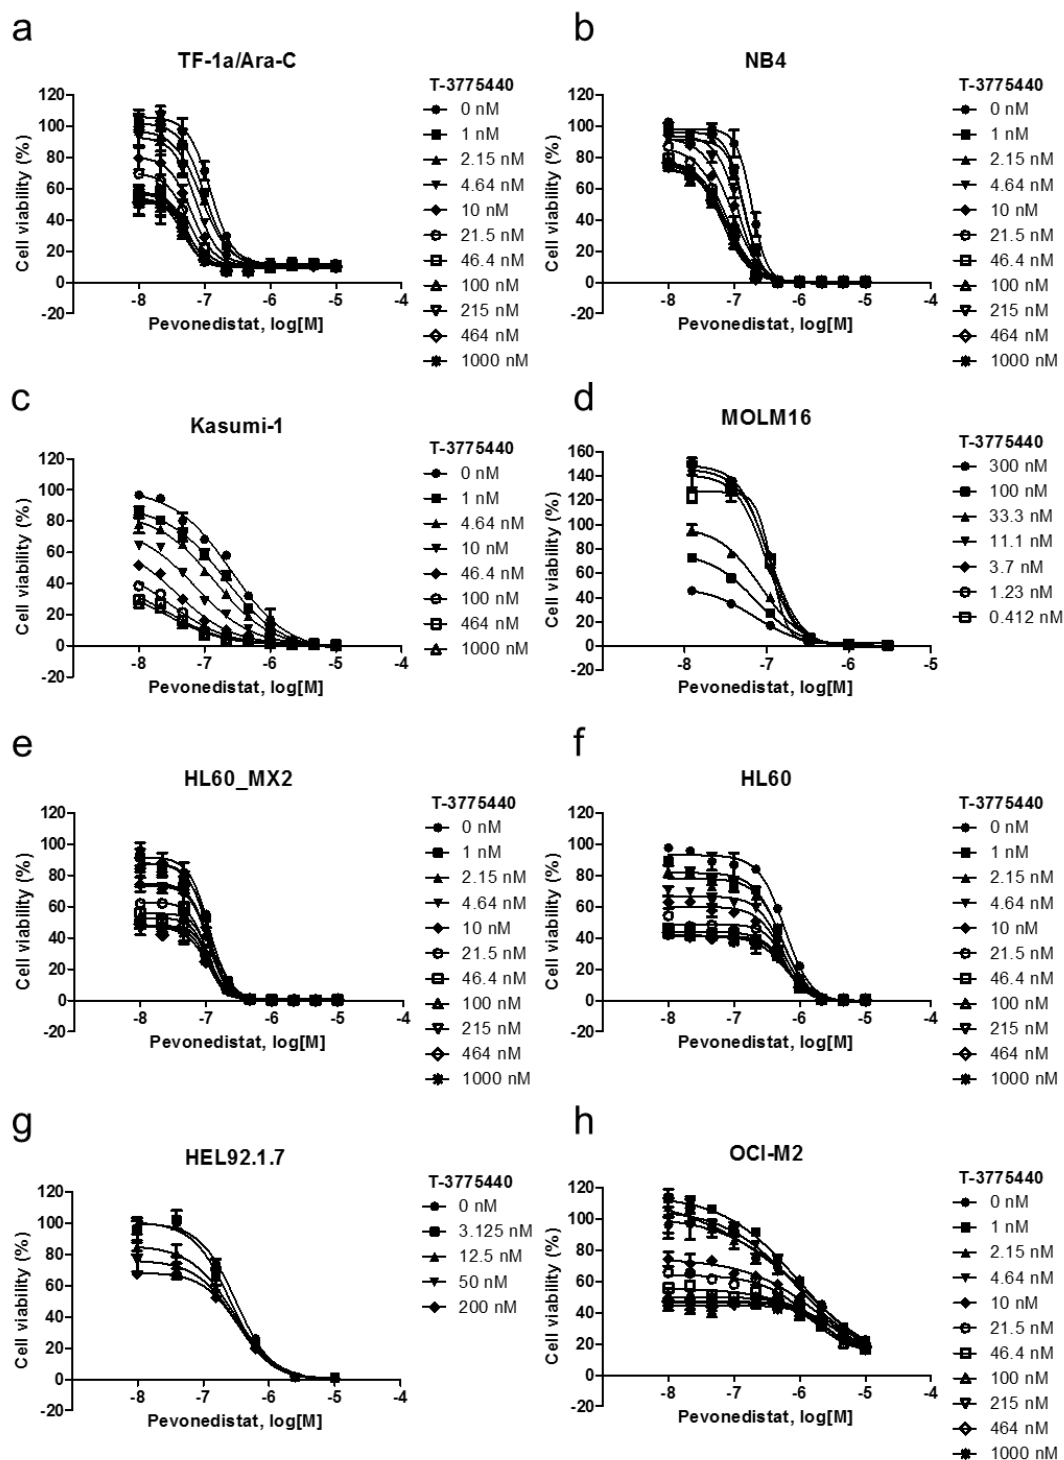 a
TF-1a/Ara-C
T-3775440
0 nM
1 nM
2.15 nM
4.64 nM
10 nM
21.5 nM
46.4 nM
100 nM
215 nM
464 nM
1000 nM
Cell viability (%)
120
100
80
60
40
20
0
-20
-8
-7
-6
-5
-4
Pevonedistat, log[M]
b
NB4
T-3775440
0 nM
1 nM
2.15 nM
4.64 nM
10 nM
21.5 nM
46.4 nM
100 nM
215 nM
464 nM
1000 nM
Cell viability (%)
120
100
80
60
40
20
0
-20
-8
-7
-6
-5
-4
Pevonedistat, log[M]
c
Kasumi-1
T-3775440
0 nM
1 nM
4.64 nM
10 nM
46.4 nM
100 nM
464 nM
1000 nM
Cell viability (%)
120
100
80
60
40
20
0
-20
-8
-7
-6
-5
-4
Pevonedistat, log[M]
d
MOLM16
T-3775440
300 nM
100 nM
33.3 nM
11.1 nM
3.7 nM
1.23 nM
0.412 nM
Cell viability (%)
160
140
120
100
80
60
40
20
0
-20
-8
-7
-6
-5
Pevonedistat, log[M]
e
HL60_MX2
T-3775440
0 nM
1 nM
2.15 nM
4.64 nM
10 nM
21.5 nM
46.4 nM
100 nM
215 nM
464 nM
1000 nM
Cell viability (%)
120
100
80
60
40
20
0
-20
-8
-7
-6
-5
-4
Pevonedistat, log[M]
f
HL60
T-3775440
0 nM
1 nM
2.15 nM
4.64 nM
10 nM
21.5 nM
46.4 nM
100 nM
215 nM
464 nM
1000 nM
Cell viability (%)
120
100
80
60
40
20
0
-20
-8
-7
-6
-5
-4
Pevonedistat, log[M]
g
HEL92.1.7
T-3775440
0 nM
3.125 nM
12.5 nM
50 nM
200 nM
Cell viability (%)
120
100
80
60
40
20
0
-20
-8
-7
-6
-5
-4
Pevonedistat, log[M]
h
OCI-M2
T-3775440
0 nM
1 nM
2.15 nM
4.64 nM
10 nM
21.5 nM
46.4 nM
100 nM
215 nM
464 nM
1000 nM
Cell viability (%)
120
100
80
60
40
20
0
-20
-8
-7
-6
-5
-4
Pevonedistat, log[M]